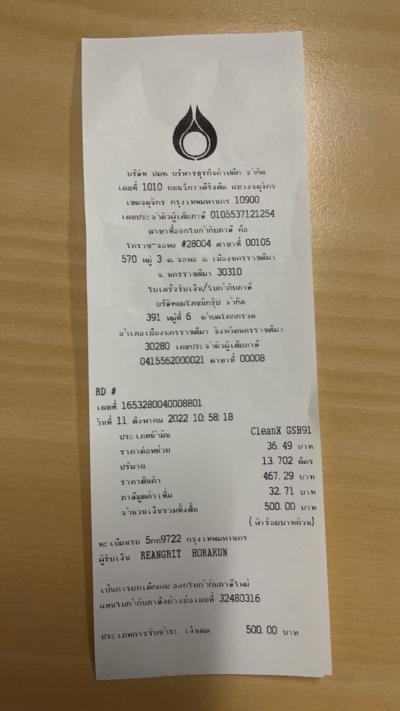 บริษัท ปตท. บริหารธุรกิจค้าปลีก จำกัด
เลขที่ 1010 ถนนวิภาวดีรังสิต แขวงจตุจักร
เขตจตุจักร กรุงเทพมหานคร 10900
เลขประจำตัวผู้เสียภาษี 0105537121254
สาขาที่ออกใบกำกับภาษี คือ
โคราช-จอหอ #28004 สาขาที่ 00105
570 หมู่ 3 ต.จอหอ อ.เมืองนครราชสีมา
จ.นครราชสีมา 30310
ใบเสร็จรับเงิน/ใบกำกับภาษี
จำกัด
391 หมู่ที่ 6 ตำบลโคกกรวด
อำเภอเมืองนครราชสีมา จังหวัดนครราชสีมา
30280 เลขประจำตัวผู้เสียภาษี
0415562000021 สาขาที่ 00008
RD #
เลขที่ 1653280040008801
วันที่ 11 สิงหาคม 2022 10:58:18
ประเภทน้ำมัน CleanX GSH91
ราคาต่อหน่วย 36.49 บาท
ปริมาณ 13.702 ลิตร
ราคาสินค้า 467.29 บาท
ภาษีมูลค่าเพิ่ม 32.71 บาท
จำนวนเงินรวมทั้งสิ้น 500.00 บาท
(ห้าร้อยบาทถ้วน)
ทะเบียนรถ 5กถ9722 กรุงเทพมหานคร
ผู้รับเงิน REANGRIT HORAKUN
เป็นการยกเลิกและออกใบกำกับภาษีใหม่
แทนใบกำกับภาษีอย่างย่อเลขที่ 32480316
ประเภทการรับชำระ เงินสด 500.00 บาท